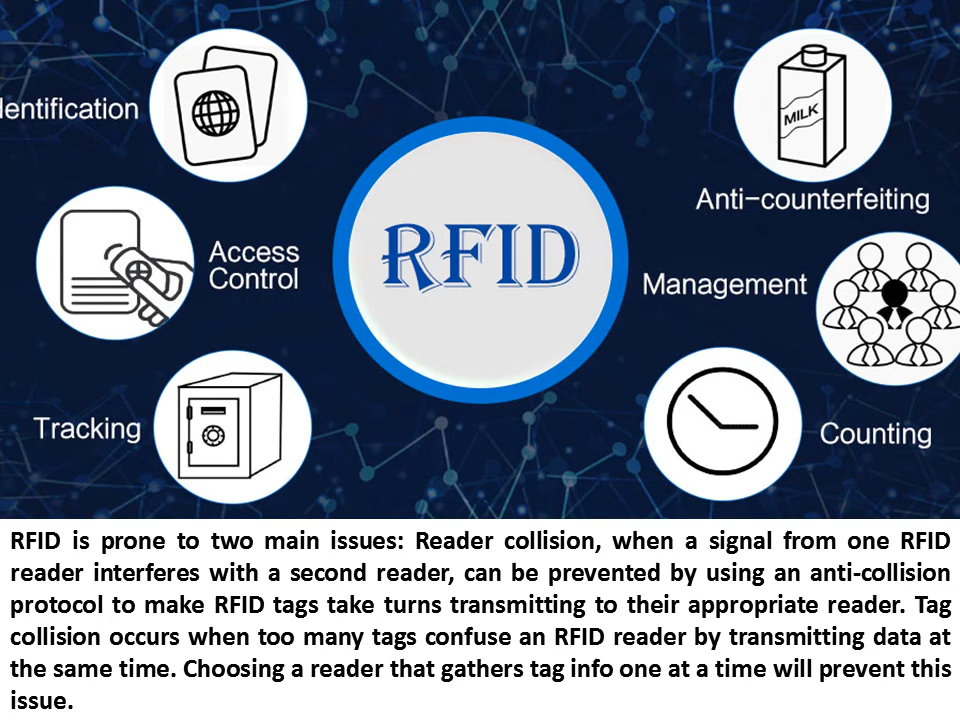 dentification
MILK
Anti-counterfeiting
Access
Control
RFID
Management
Tracking
Counting
RFID is prone to two main issues: Reader collision, when a signal from one RFID
reader interferes with a second reader, can be prevented by using an anti-collision
protocol to make RFID tags take turns transmitting to their appropriate reader. Tag
collision occurs when too many tags confuse an RFID reader by transmitting data at
the same time. Choosing a reader that gathers tag info one at a time will prevent this
issue.